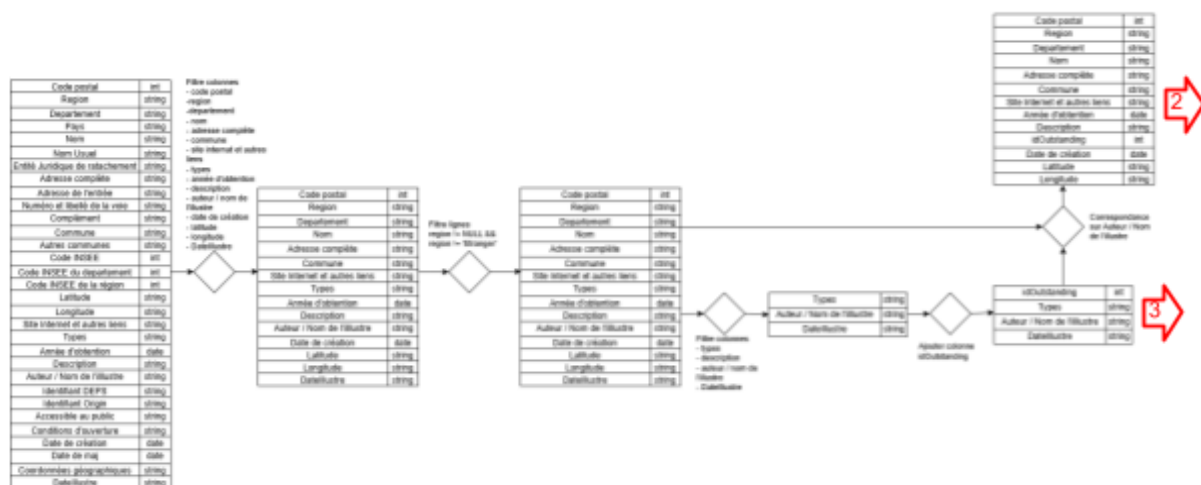 Code postal int
Region string
Departement string
Pays string
Nom string
Nom Usuel string
Entité Juridique de ratachement string
Adresse complète string
Adresse de l'entrée string
Numéro et libellé de la voie string
Complément string
Commune string
Autres communes string
Code INSEE int
Code INSEE du departement int
Code INSEE de la région int
Latitude string
Longitude string
Site Internet et autres liens string
Types string
Année d'obtention date
Description string
Auteur / Nom de l'illustre string
Identifiant DEPS string
Identifiant Origin string
Accessible au public string
Conditions d'ouverture string
Date de création date
Date de maj date
Coordonnées géographiques string
DateIllustre string
Filtre colonnes
- code postal
-region
-departement
- nom
- adresse complète
- commune
- site internet et autres
liens
- types
- année d'obtention
- description
- auteur / nom de
l'illustre
- date de création
- latitude
- longitude
- DateIllustre
Code postal int
Region string
Departement string
Nom string
Adresse complète string
Commune string
Site Internet et autres liens string
Types string
Année d'obtention date
Description string
Auteur / Nom de l'illustre string
Date de création date
Latitude string
Longitude string
DateIllustre string
Filtre lignes
region != NULL &&
region != 'Etranger'
Code postal int
Region string
Departement string
Nom string
Adresse complète string
Commune string
Site Internet et autres liens string
Types string
Année d'obtention date
Description string
Auteur / Nom de l'illustre string
Date de création date
Latitude string
Longitude string
DateIllustre string
Filtre colonnes
- types
- description
- auteur / nom de
l'illustre
- DateIllustre
Types string
Auteur / Nom de l'illustre string
DateIllustre string
Ajouter colonne
idOutstanding
idOutstanding int
Types string
Auteur / Nom de l'illustre string
DateIllustre string
3
Correspondance
sur Auteur / Nom
de l'illustre
Code postal int
Region string
Departement string
Nom string
Adresse complète string
Commune string
Site Internet et autres liens string
Année d'obtention date
Description string
idOutstanding int
Date de création date
Latitude string
Longitude string
2